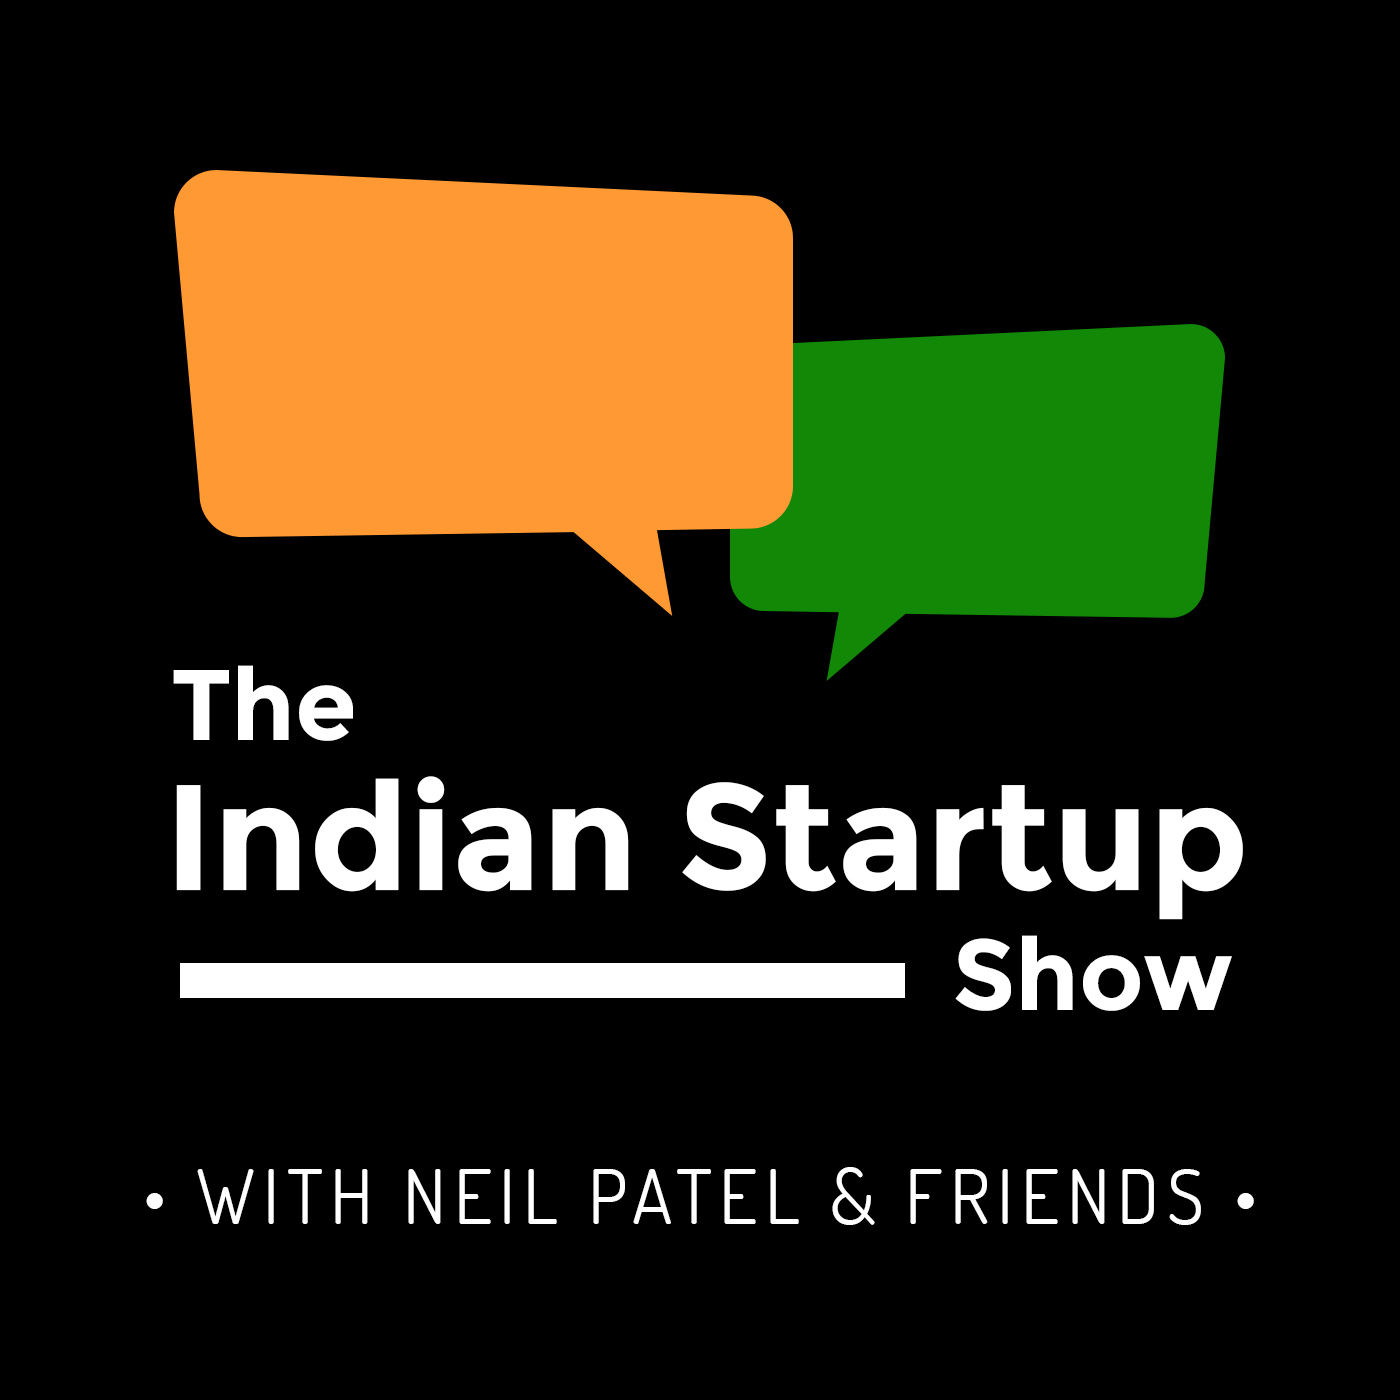 The
Indian Startup
Show
• WITH NEIL PATEL & FRIENDS •